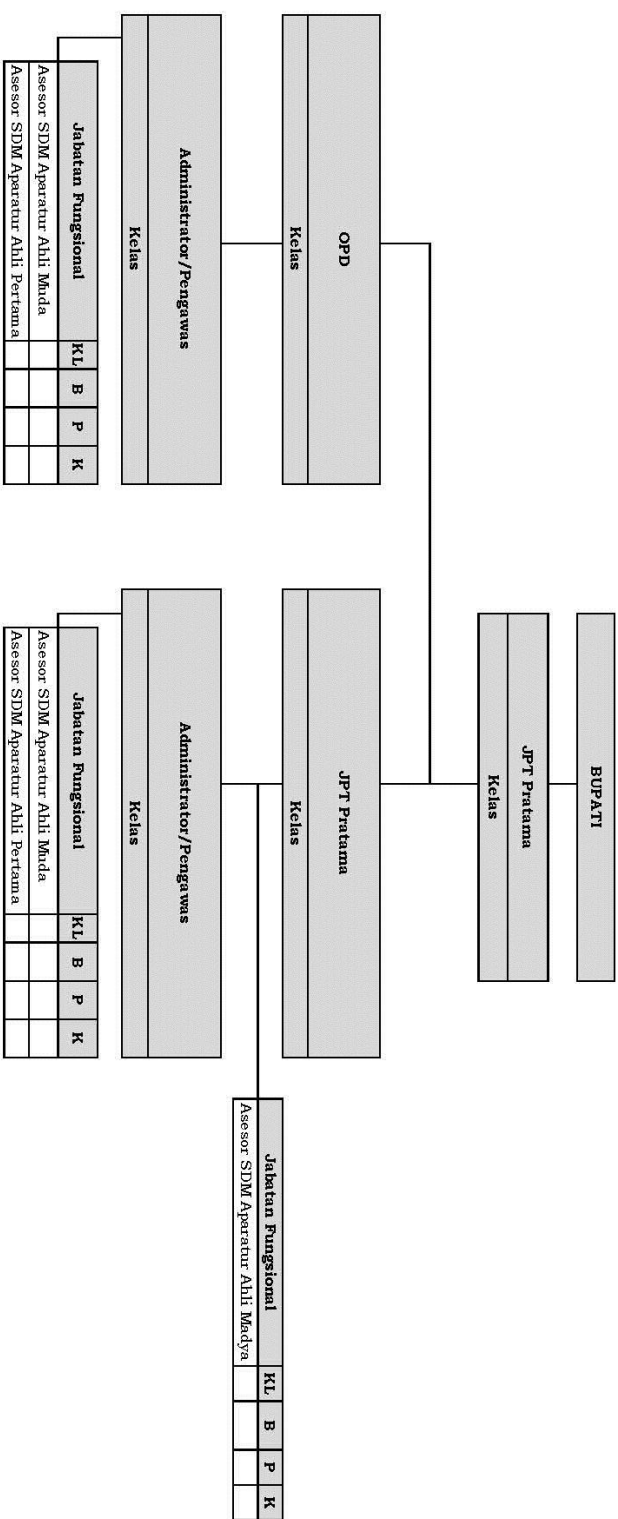 BUPATI
JPT Pratama
Kelas
OPD
Kelas
JPT Pratama
Kelas
Jabatan Fungsional KL B P K
Asesor SDM Aparatur Ahli Madya
Administrator/Pengawas
Kelas
Administrator/Pengawas
Kelas
Jabatan Fungsional KL B P K
Asesor SDM Aparatur Ahli Muda
Asesor SDM Aparatur Ahli Pertama
Jabatan Fungsional KL B P K
Asesor SDM Aparatur Ahli Muda
Asesor SDM Aparatur Ahli Pertama